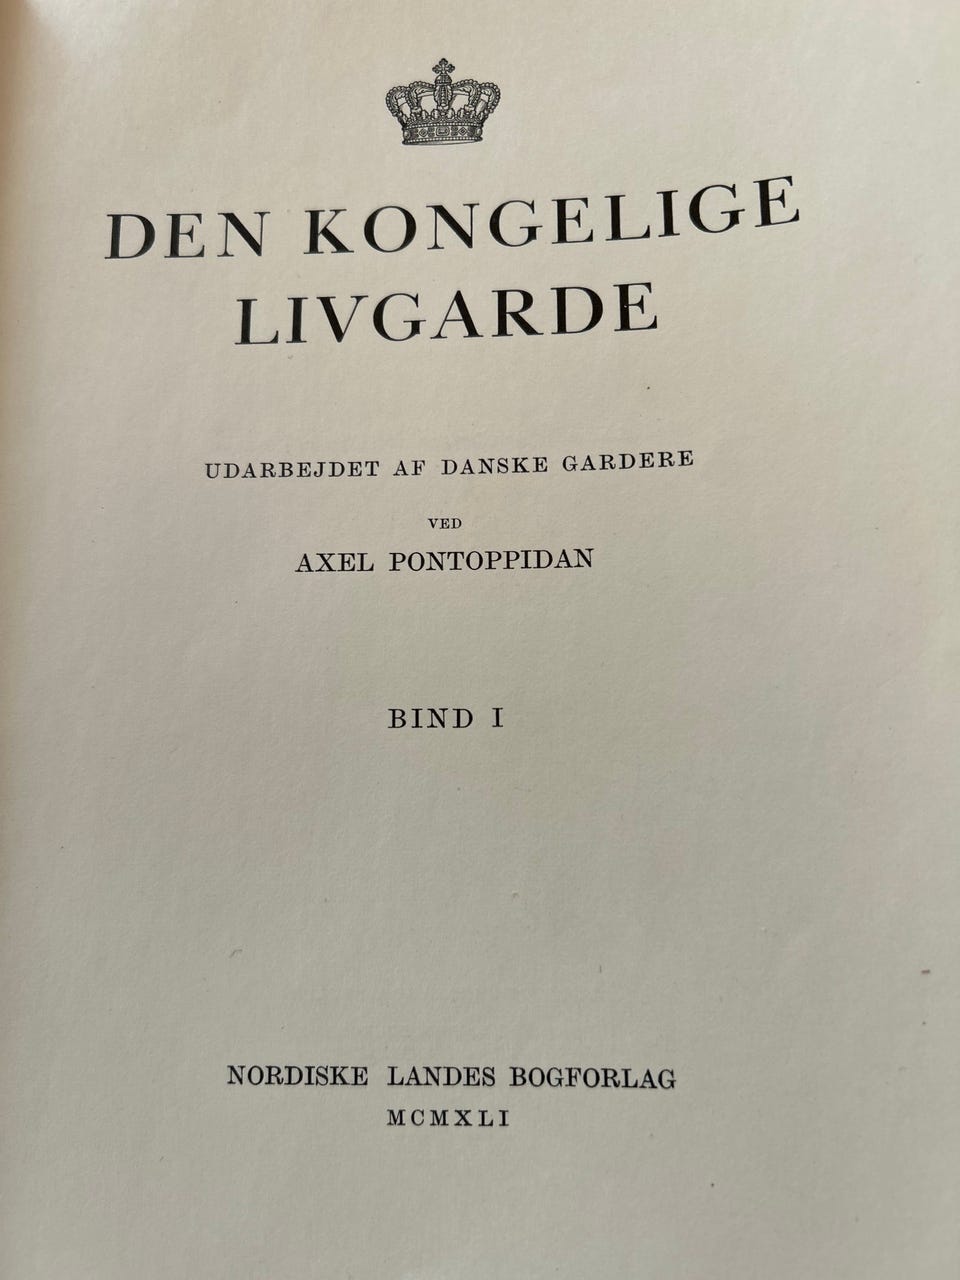 DEN KONGELIGE
LIVGARDE
UDARBEJDET AF DANSKE GARDERE
VED
AXEL PONTOPPIDAN
BIND I
NORDISKE LANDES BOGFORLAG
MCMXLI